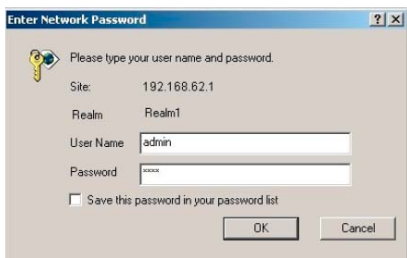 Enter Network Password
Please type your user name and password.
Site: 192.168.62.1
Realm Realm1
User Name admin
Password xxxx
Save this password in your password list
OK Cancel